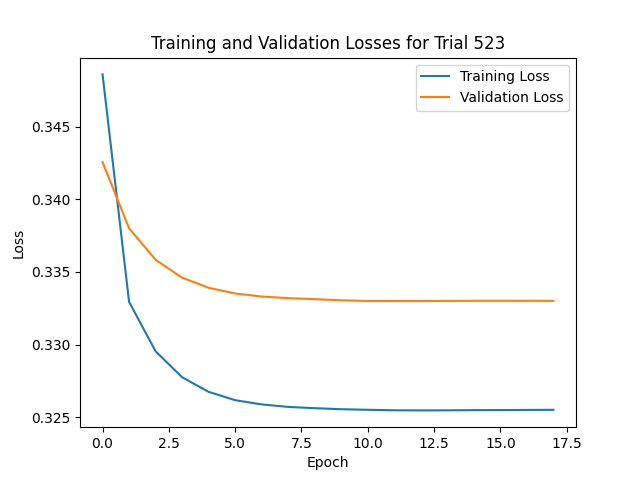 Training and Validation Losses for Trial 523
Training Loss
Validation Loss
0.345
0.340
0.335
0.330
0.325
Loss
0.0 2.5 5.0 7.5 10.0 12.5 15.0 17.5
Epoch